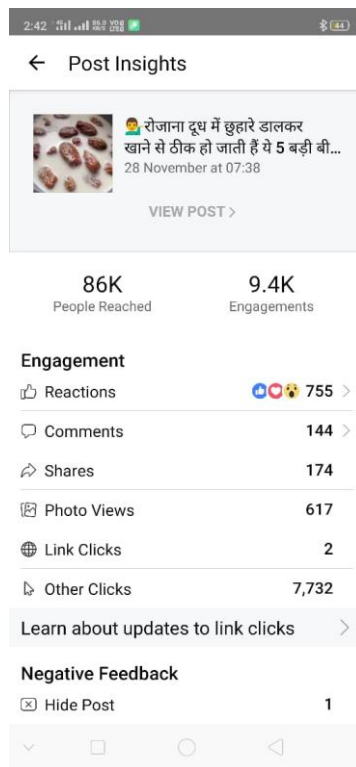 2:42
44
Post Insights
रोजाना दूध में छुहारे डालकर
खाने से ठीक हो जाती हैं ये 5 बड़ी बी...
28 November at 07:38
VIEW POST
86K
9.4K
People Reached
Engagements
Engagement
Reactions 755
Comments 144
Shares 174
Photo Views 617
Link Clicks 2
Other Clicks 7,732
Learn about updates to link clicks
Negative Feedback
Hide Post 1